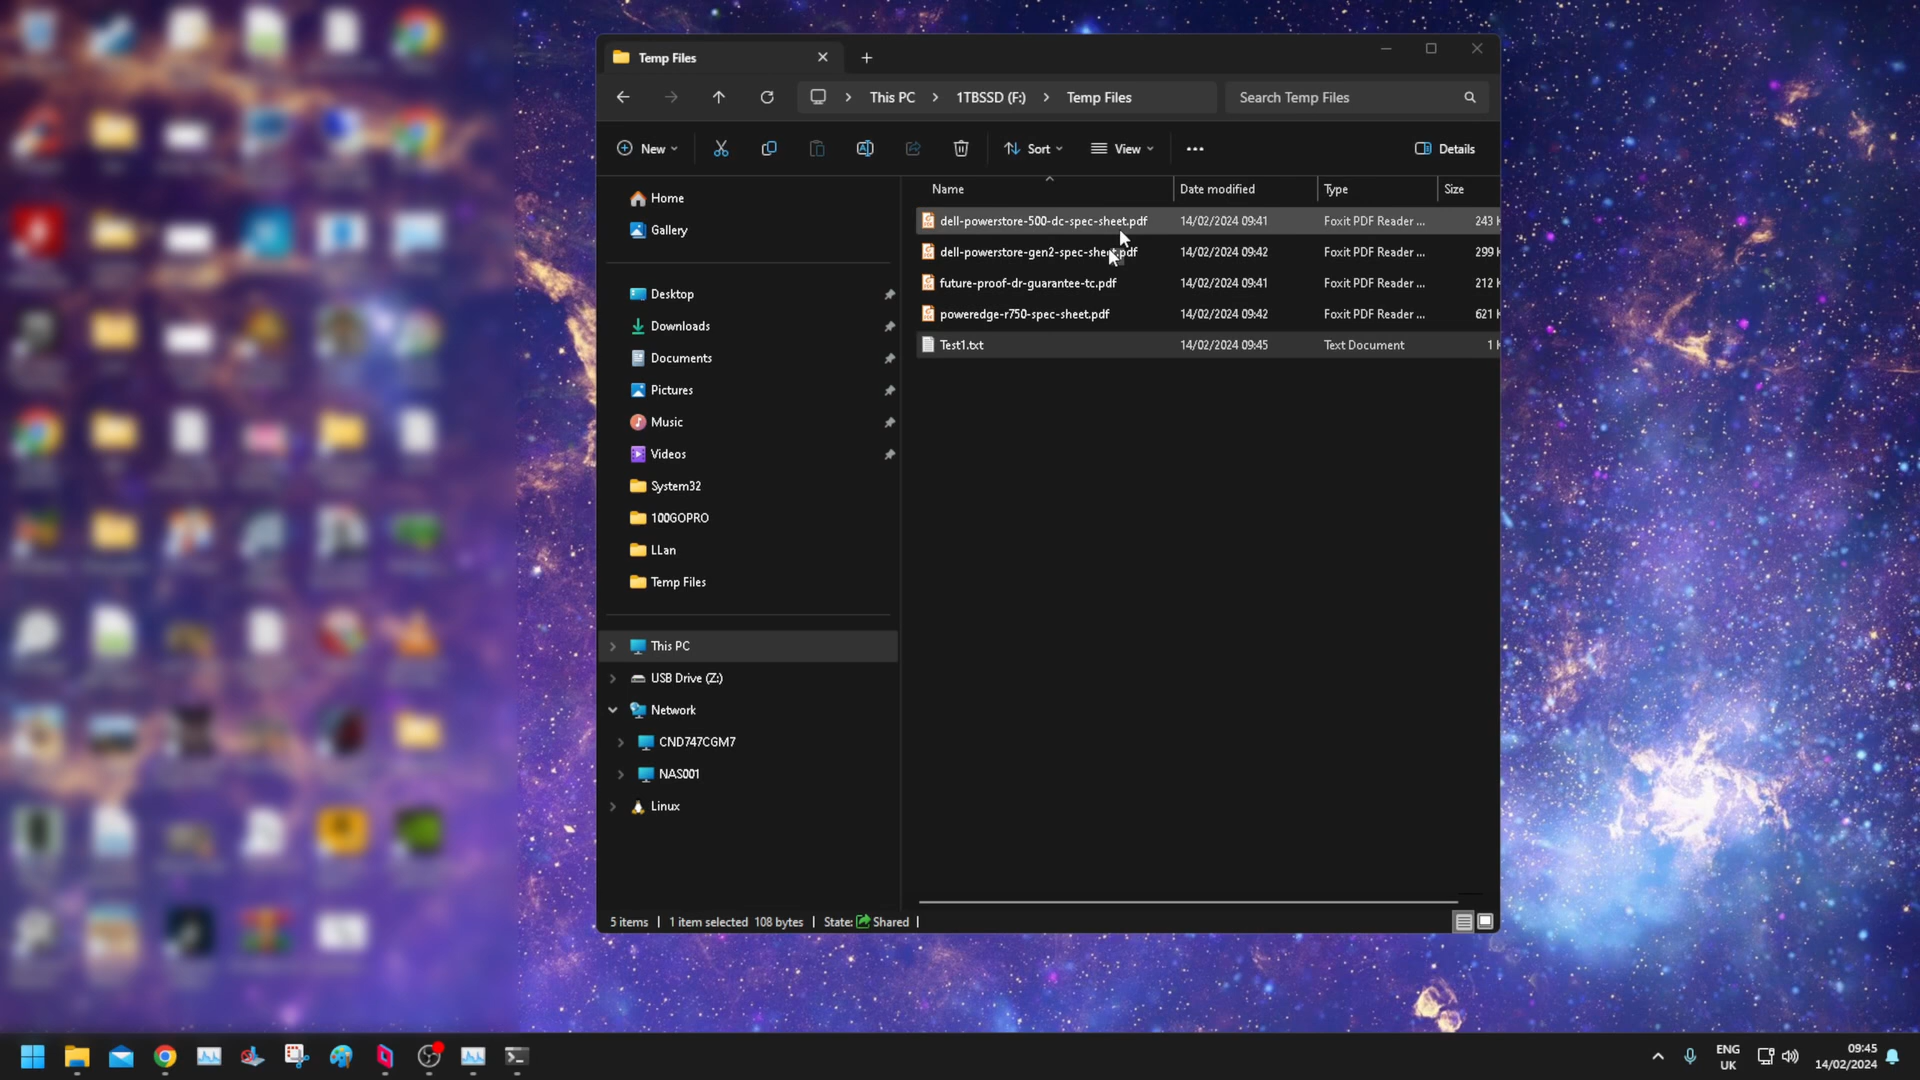 Temp Files
This PC
1TBSSD (F:)
Temp Files
Search Temp Files
New
Sort
View
Details
Name
Date modified
Type
Size
dell-powerstore-500-dc-spec-sheet.pdf
14/02/2024 09:41
Foxit PDF Reader ...
243
dell-powerstore-gen2-spec-sheet.pdf
14/02/2024 09:42
Foxit PDF Reader ...
299
future-proof-dr-guarantee-tc.pdf
14/02/2024 09:41
Foxit PDF Reader ...
212
poweredge-r750-spec-sheet.pdf
14/02/2024 09:42
Foxit PDF Reader ...
621
Test1.txt
14/02/2024 09:45
Text Document
1
Home
Gallery
Desktop
Downloads
Documents
Pictures
Music
Videos
System32
100GOPRO
LLan
Temp Files
This PC
USB Drive (Z:)
Network
CND747CGM7
NAS001
Linux
5 items
1 item selected 108 bytes
State: Shared
ENG
UK
09:45
14/02/2024